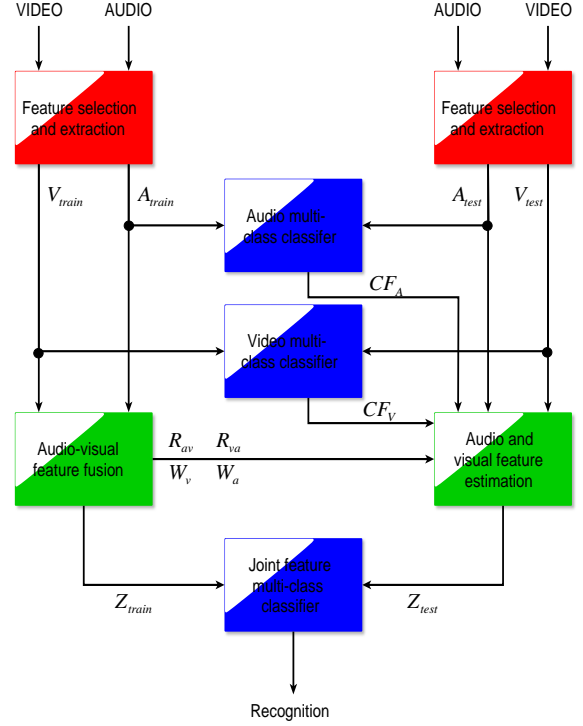 VIDEO AUDIO AUDIO VIDEO
Feature selection
and extraction
Feature selection
and extraction
V_train A_train A_test V_test
Audio multi-
class classifer
CF_A
Video multi-
class classifier
CF_V
Audio-visual
feature fusion
R_av R_va
W_v W_a
Audio and
visual feature
estimation
Joint feature
multi-class
classifier
Z_train Z_test
Recognition